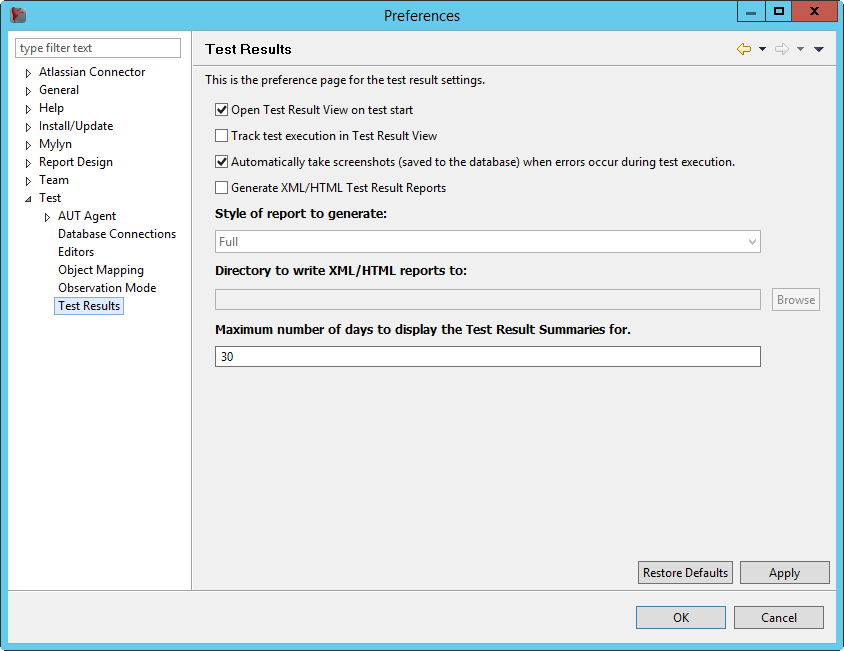 Preferences
type filter text
Atlassian Connector
General
Help
Install/Update
Mylyn
Report Design
Team
Test
AUT Agent
Database Connections
Editors
Object Mapping
Observation Mode
Test Results
Test Results
This is the preference page for the test result settings.
Open Test Result View on test start
Track test execution in Test Result View
Automatically take screenshots (saved to the database) when errors occur during test execution.
Generate XML/HTML Test Result Reports
Style of report to generate:
Full
Directory to write XML/HTML reports to:
Browse
Maximum number of days to display the Test Result Summaries for.
30
Restore Defaults
Apply
OK
Cancel